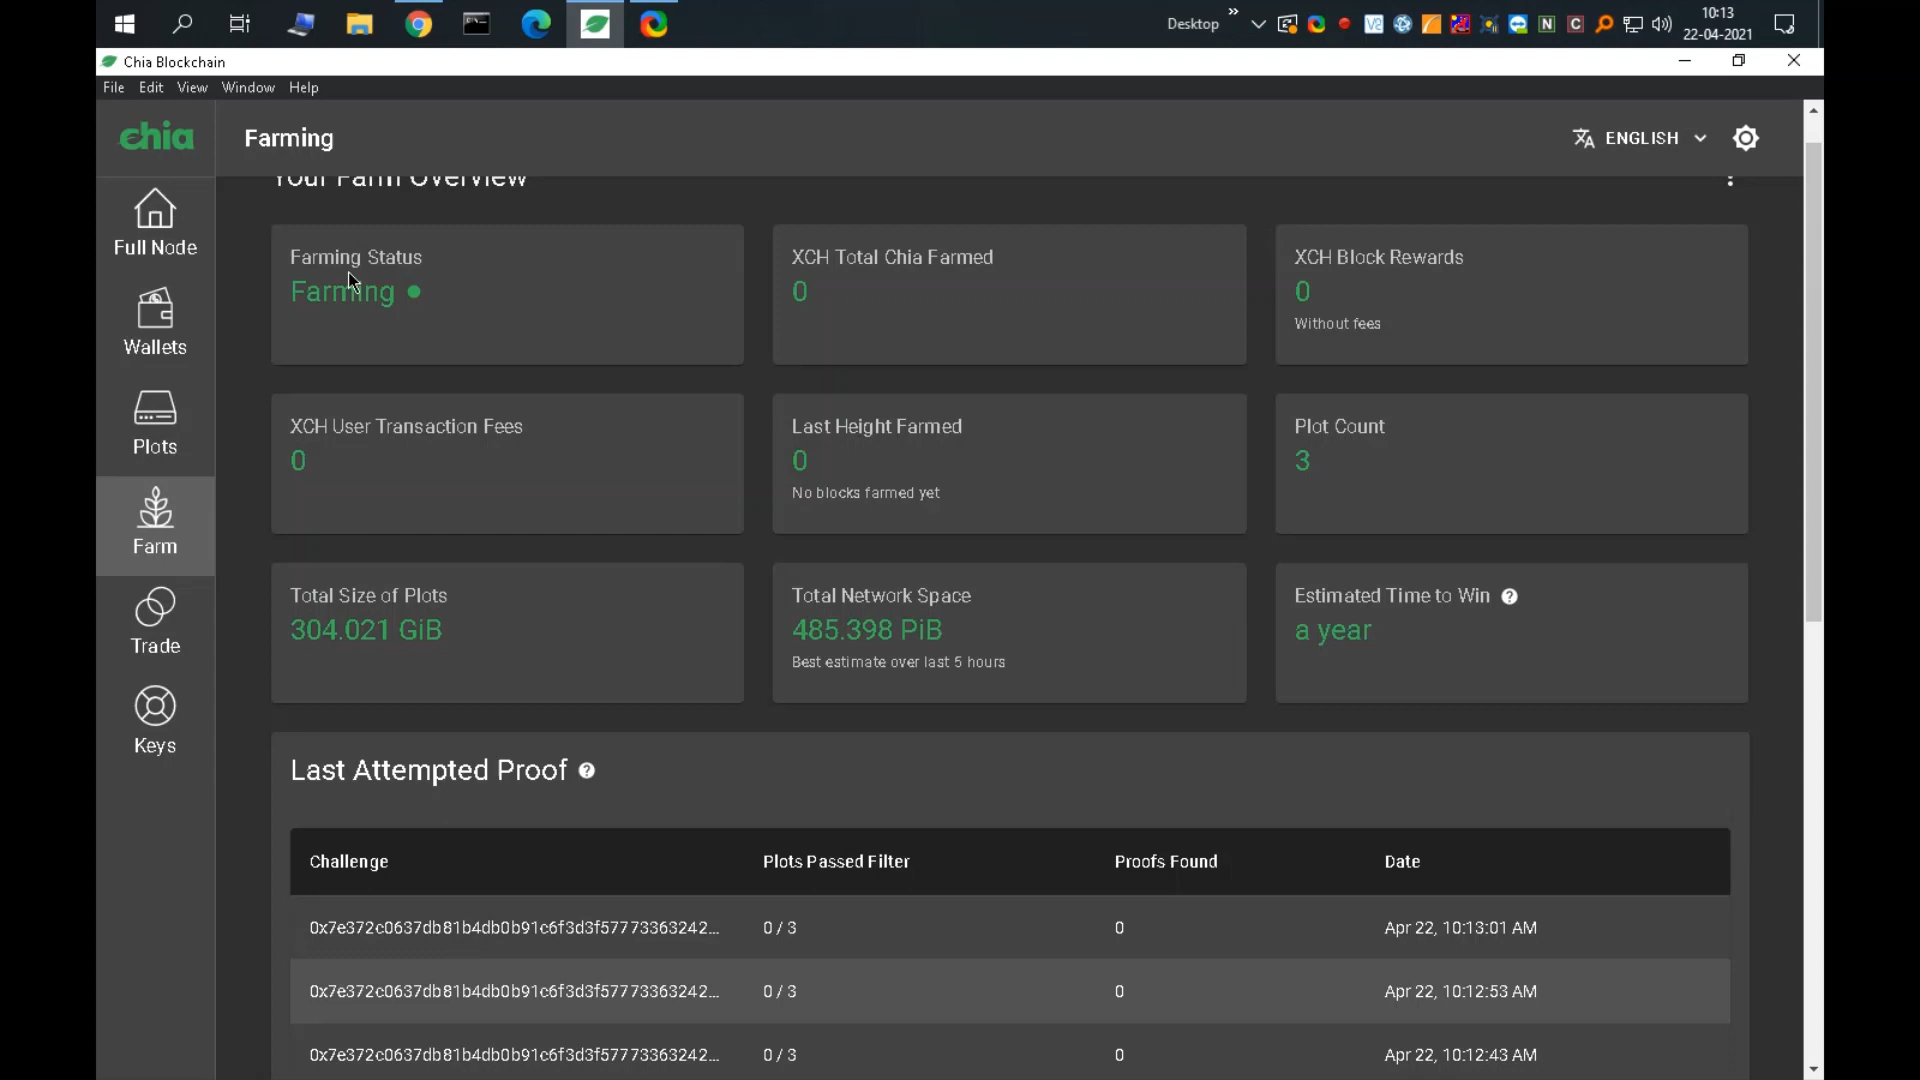 Desktop
10:13
22-04-2021
Chia Blockchain
File Edit View Window Help
chia
Farming
ENGLISH
Your Farm Overview
Full Node
Wallets
Plots
Farm
Trade
Keys
Farming Status
Farming
XCH Total Chia Farmed
0
XCH Block Rewards
0
Without fees
XCH User Transaction Fees
0
Last Height Farmed
0
No blocks farmed yet
Plot Count
3
Total Size of Plots
304.021 GiB
Total Network Space
485.398 PiB
Best estimate over last 5 hours
Estimated Time to Win
a year
Last Attempted Proof
Challenge Plots Passed Filter Proofs Found Date
0x7e372c0637db81b4db0b91c6f3d3f57773363242... 0 / 3 0 Apr 22, 10:13:01 AM
0x7e372c0637db81b4db0b91c6f3d3f57773363242... 0 / 3 0 Apr 22, 10:12:53 AM
0x7e372c0637db81b4db0b91c6f3d3f57773363242... 0 / 3 0 Apr 22, 10:12:43 AM